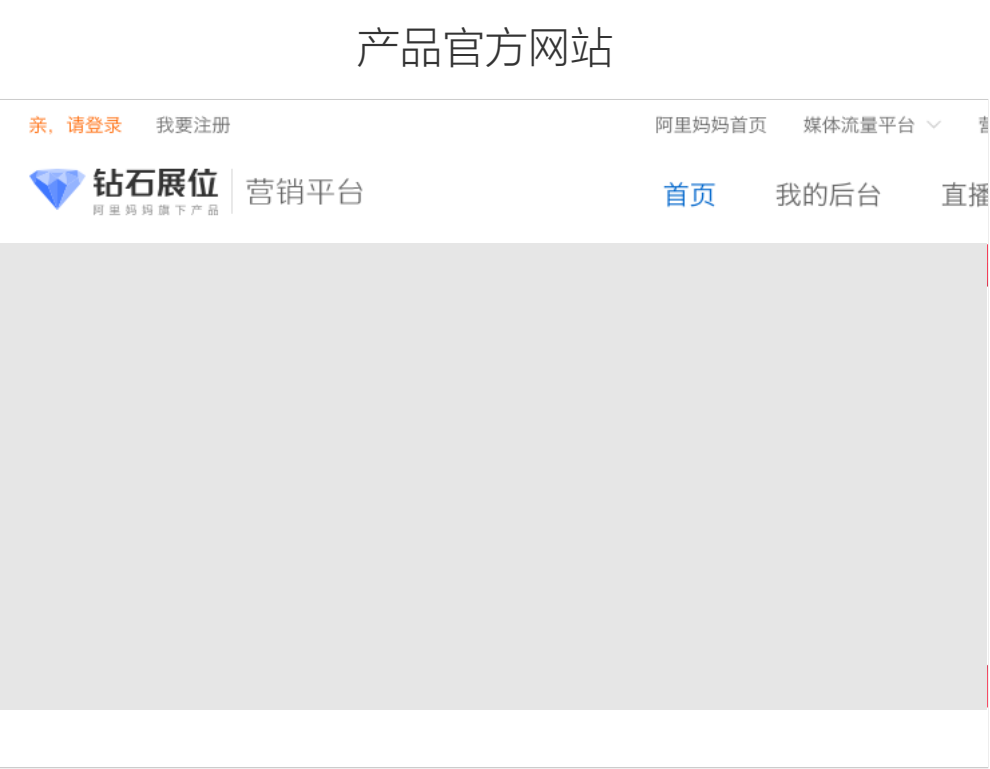 产品官方网站
亲，请登录 我要注册 阿里妈妈首页 媒体流量平台
钻石展位 营销平台 首页 我的后台 直播
阿里妈妈旗下产品